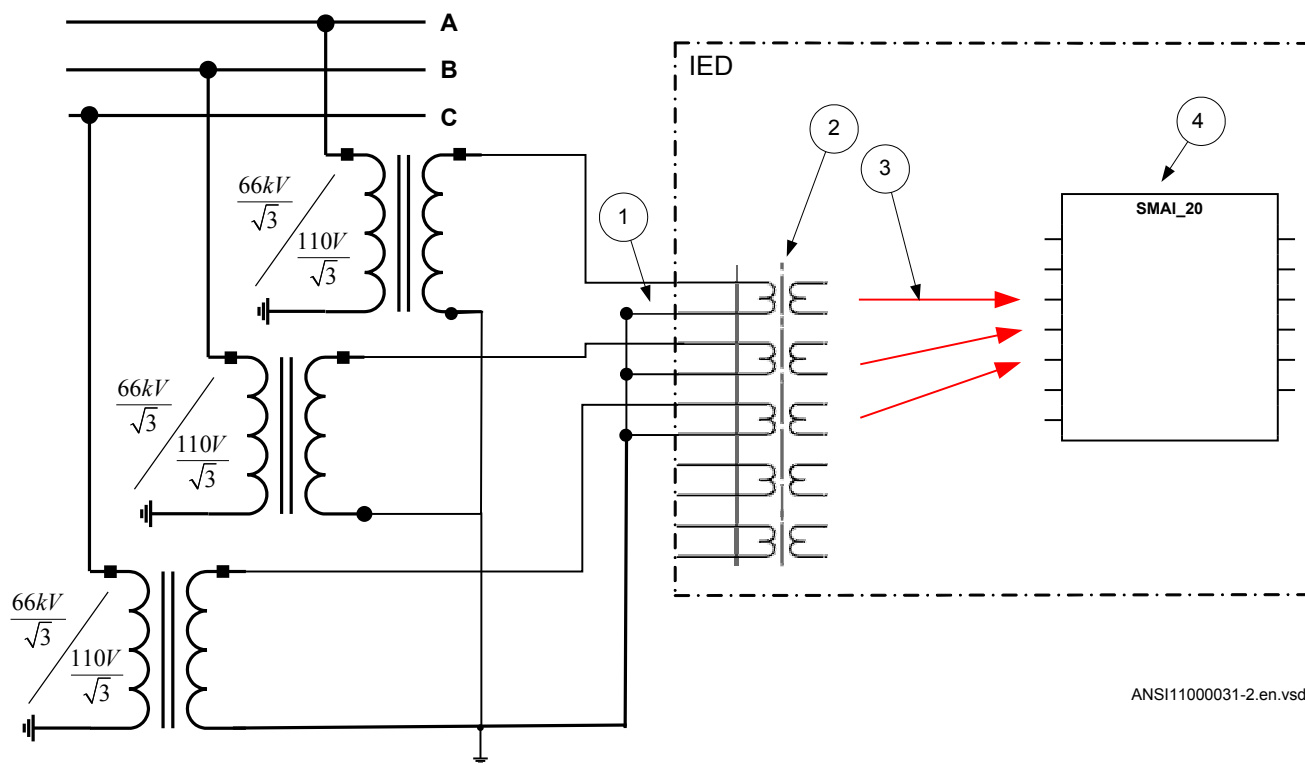 A
B
C
IED
2
4
3
1
SMAI_20
66kV
√3
110V
√3
66kV
√3
110V
√3
66kV
√3
110V
√3
ANSI11000031-2.en.vsd